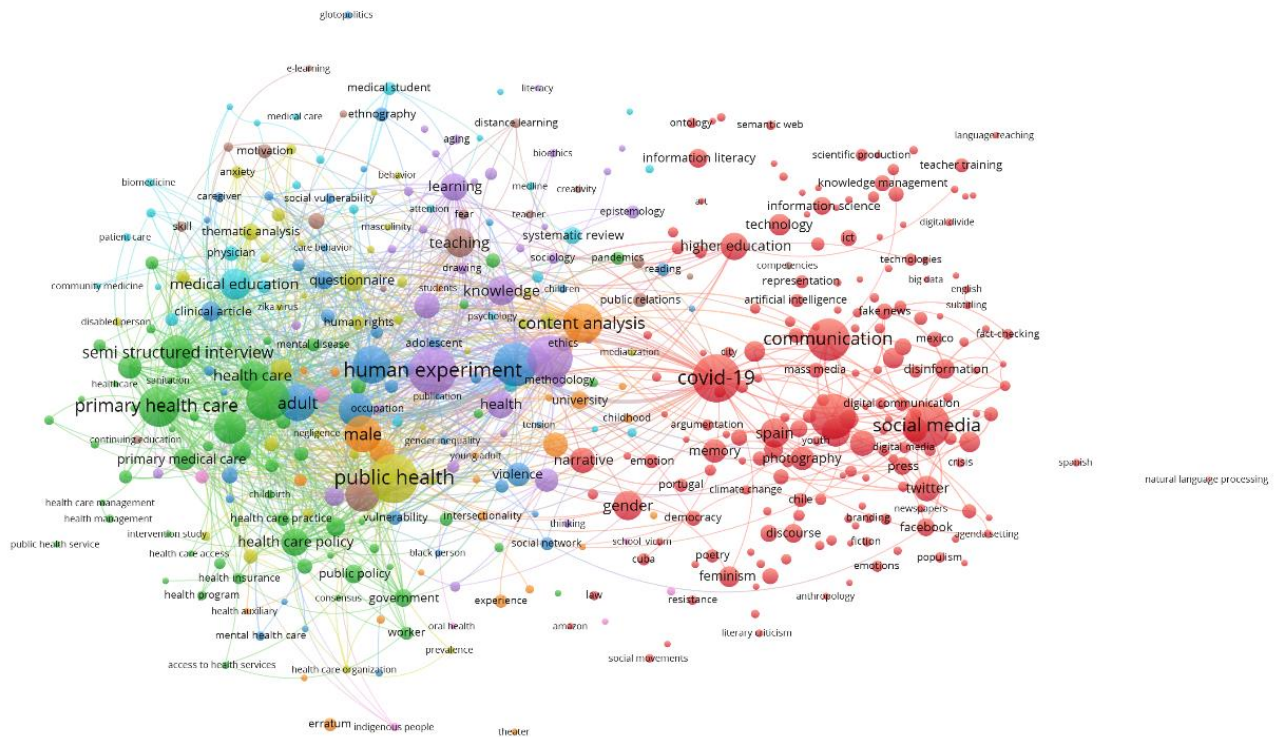 glotopolitics
e-learning
medical student
literacy
medical care
ethnography
distance learning
ontology
semantic web
language teaching
motivation
aging
bioethics
information literacy
scientific production
teacher training
anxiety
behavior
biomedicine
caregiver
social vulnerability
learning
medline
creativity
knowledge management
attention
fear
teacher
epistemology
art
information science
digital divide
skill
thematic analysis
masculinity
technology
patient care
physician
care behavior
teaching
systematic review
higher education
ict
sociology
pandemics
drawing
reading
competencies
technologies
community medicine
medical education
questionnaire
students
knowledge
children
representation
big data
english
clinical article
zika virus
public relations
artificial intelligence
subtitling
disabled person
human rights
psychology
content analysis
fake news
fact-checking
semi structured interview
mental disease
adolescent
ethics
mediatization
city
communication
mexico
healthcare
sanitation
health care
human experiment
methodology
covid-19
mass media
disinformation
primary health care
adult
occupation
publication
health
university
digital communication
continuing education
negligence
male
gender inequality
tension
childhood
argumentation
spain
youth
social media
primary medical care
young adult
narrative
emotion
memory
photography
digital media
press
crisis
spanish
public health
violence
portugal
climate change
twitter
natural language processing
health care management
childbirth
gender
chile
newspapers
health management
health care practice
vulnerability
intersectionality
thinking
democracy
branding
facebook
agenda setting
public health service
intervention study
health care policy
social network
school
discourse
fiction
health care access
black person
cuba
poetry
emotions
populism
health insurance
public policy
feminism
health program
consensus
government
experience
law
resistance
anthropology
health auxiliary
mental health care
worker
oral health
amazon
literary criticism
prevalence
access to health services
health care organization
social movements
erratum
indigenous people
theater